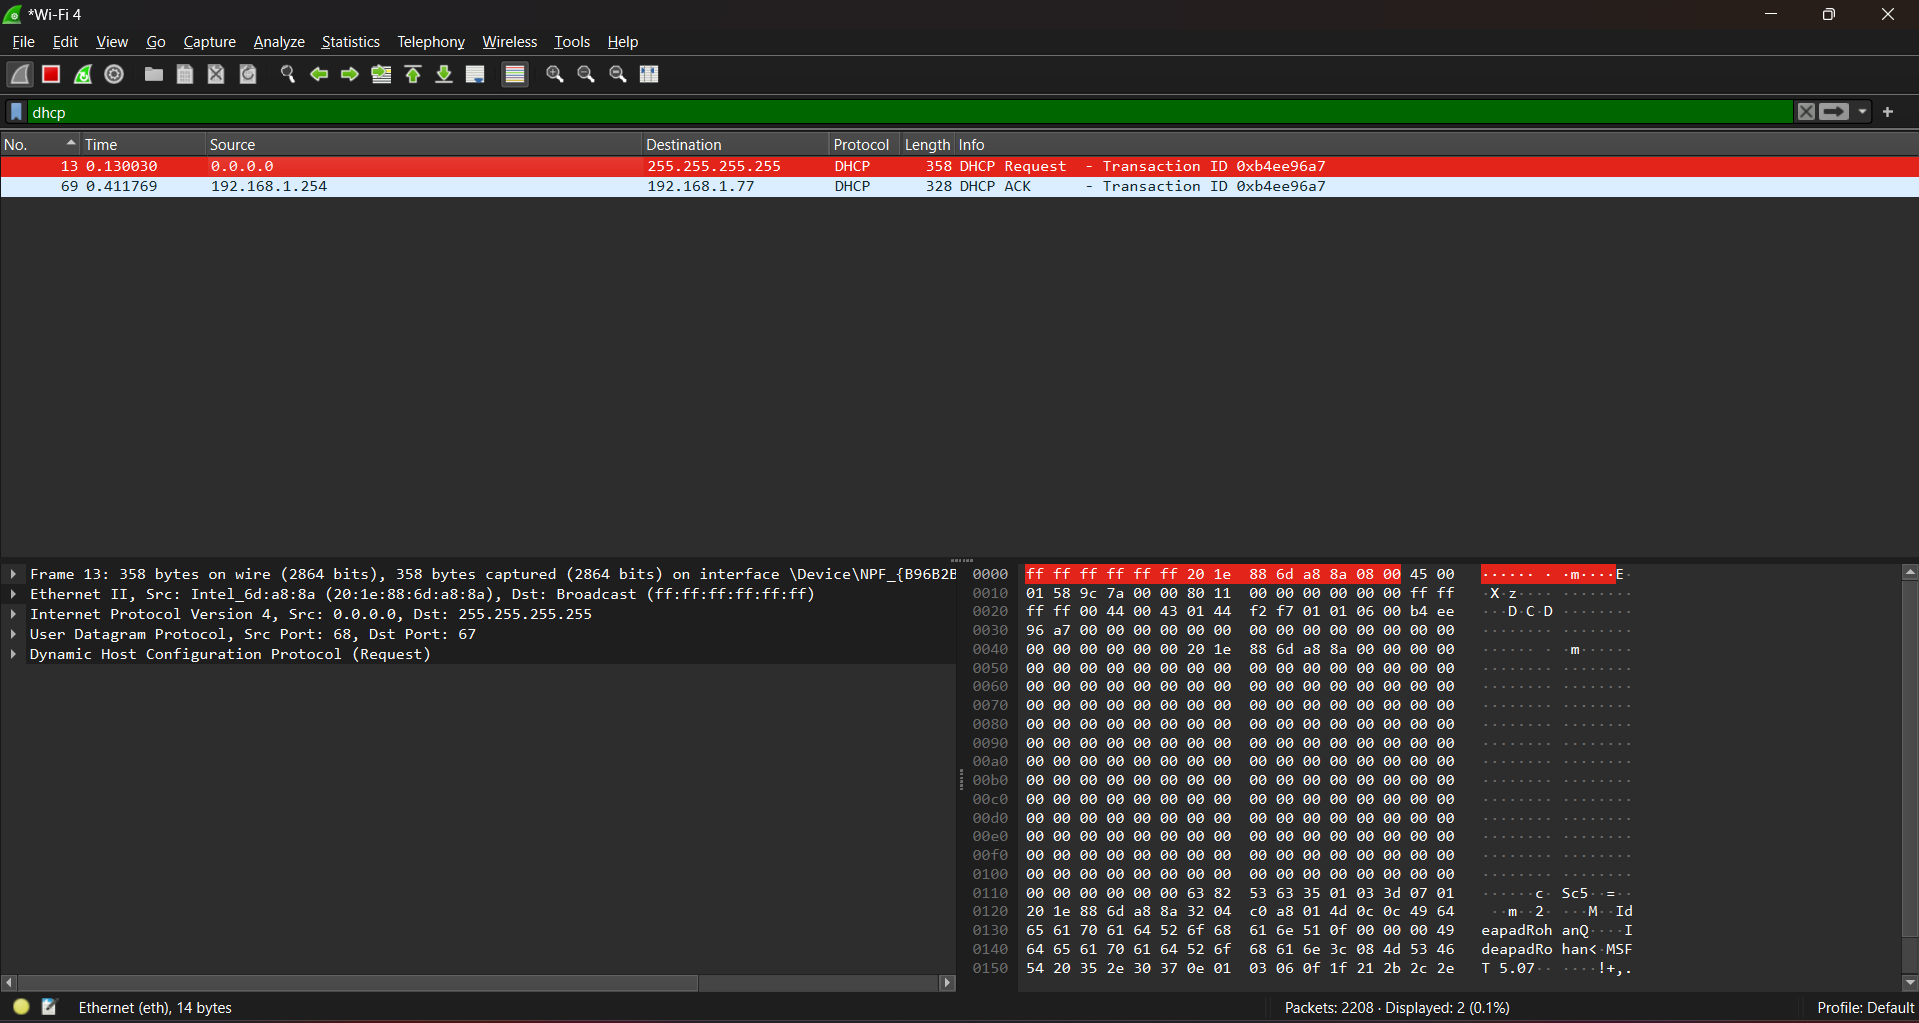 *Wi-Fi 4
File Edit View Go Capture Analyze Statistics Telephony Wireless Tools Help
dhcp
No. Time Source Destination Protocol Length Info
13 0.130030 0.0.0.0 255.255.255.255 DHCP 358 DHCP Request - Transaction ID 0xb4ee96a7
69 0.411769 192.168.1.254 192.168.1.77 DHCP 328 DHCP ACK - Transaction ID 0xb4ee96a7
Frame 13: 358 bytes on wire (2864 bits), 358 bytes captured (2864 bits) on interface \Device\NPF_{B96B2B
Ethernet II, Src: Intel_6d:a8:8a (20:1e:88:6d:a8:8a), Dst: Broadcast (ff:ff:ff:ff:ff:ff)
Internet Protocol Version 4, Src: 0.0.0.0, Dst: 255.255.255.255
User Datagram Protocol, Src Port: 68, Dst Port: 67
Dynamic Host Configuration Protocol (Request)
0000 ff ff ff ff ff ff 20 1e 88 6d a8 8a 08 00 45 00 ······ · ·m····E·
0010 01 58 9c 7a 00 00 80 11 00 00 00 00 00 00 ff ff ·X·z···· ········
0020 ff ff 00 44 00 43 01 44 f2 f7 01 01 06 00 b4 ee ···D·C·D ········
0030 96 a7 00 00 00 00 00 00 00 00 00 00 00 00 00 00 ········ ········
0040 00 00 00 00 00 00 20 1e 88 6d a8 8a 00 00 00 00 ······ · ·m······
0050 00 00 00 00 00 00 00 00 00 00 00 00 00 00 00 00 ········ ········
0060 00 00 00 00 00 00 00 00 00 00 00 00 00 00 00 00 ········ ········
0070 00 00 00 00 00 00 00 00 00 00 00 00 00 00 00 00 ········ ········
0080 00 00 00 00 00 00 00 00 00 00 00 00 00 00 00 00 ········ ········
0090 00 00 00 00 00 00 00 00 00 00 00 00 00 00 00 00 ········ ········
00a0 00 00 00 00 00 00 00 00 00 00 00 00 00 00 00 00 ········ ········
00b0 00 00 00 00 00 00 00 00 00 00 00 00 00 00 00 00 ········ ········
00c0 00 00 00 00 00 00 00 00 00 00 00 00 00 00 00 00 ········ ········
00d0 00 00 00 00 00 00 00 00 00 00 00 00 00 00 00 00 ········ ········
00e0 00 00 00 00 00 00 00 00 00 00 00 00 00 00 00 00 ········ ········
00f0 00 00 00 00 00 00 00 00 00 00 00 00 00 00 00 00 ········ ········
0100 00 00 00 00 00 00 00 00 00 00 00 00 00 00 00 00 ········ ········
0110 00 00 00 00 00 00 63 82 53 63 35 01 03 3d 07 01 ······c· Sc5··=··
0120 20 1e 88 6d a8 8a 32 04 c0 a8 01 4d 0c 0c 49 64 ··m··2· ···M··Id
0130 65 61 70 61 64 52 6f 68 61 6e 51 0f 00 00 00 49 eapadRoh anQ····I
0140 64 65 61 70 61 64 52 6f 68 61 6e 3c 08 4d 53 46 deapadRo han<·MSF
0150 54 20 35 2e 30 37 0e 01 03 06 0f 1f 21 2b 2c 2e T 5.07·· ····!+,.
Ethernet (eth), 14 bytes
Packets: 2208 · Displayed: 2 (0.1%)
Profile: Default